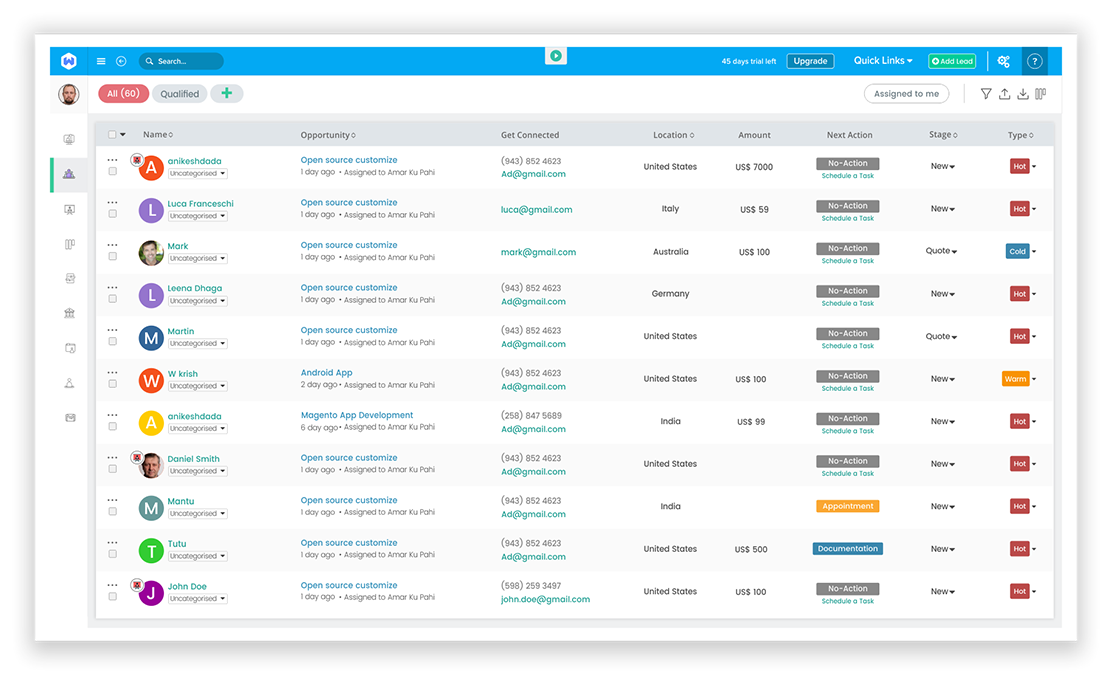 Search...
45 days trial left Upgrade Quick Links Add Lead ?
All (60) Qualified + Assigned to me
Name Opportunity Get Connected Location Amount Next Action Stage Type
A anikeshdada Open source customize (943) 852 4623 United States US$ 7000 No-Action New Hot
Uncategorised 1 day ago • Assigned to Amar Ku Pahi Ad@gmail.com Schedule a Task
L Luca Franceschi Open source customize luca@gmail.com Italy US$ 59 No-Action New Hot
Uncategorised 1 day ago • Assigned to Amar Ku Pahi Schedule a Task
Mark Open source customize mark@gmail.com Australia US$ 100 No-Action Quote Cold
Uncategorised 1 day ago • Assigned to Amar Ku Pahi Schedule a Task
L Leena Dhaga Open source customize (943) 852 4623 Germany No-Action New Hot
Uncategorised 1 day ago • Assigned to Amar Ku Pahi Ad@gmail.com Schedule a Task
M Martin Open source customize (943) 852 4623 United States No-Action Quote Hot
Uncategorised 1 day ago • Assigned to Amar Ku Pahi Ad@gmail.com Schedule a Task
W W krish Android App (943) 852 4623 United States US$ 100 No-Action New Warm
Uncategorised 2 day ago • Assigned to Amar Ku Pahi Ad@gmail.com Schedule a Task
A anikeshdada Magento App Development (258) 847 5689 India US$ 99 No-Action New Hot
Uncategorised 6 day ago • Assigned to Amar Ku Pahi Ad@gmail.com Schedule a Task
Daniel Smith Open source customize (943) 852 4623 United States No-Action New Hot
Uncategorised 1 day ago • Assigned to Amar Ku Pahi Ad@gmail.com Schedule a Task
M Mantu Open source customize (943) 852 4623 India Appointment New Hot
Uncategorised 1 day ago • Assigned to Amar Ku Pahi Ad@gmail.com
T Tutu Open source customize (943) 852 4623 United States US$ 500 Documentation New Hot
Uncategorised 1 day ago • Assigned to Amar Ku Pahi Ad@gmail.com
J John Doe Open source customize (598) 259 3497 United States US$ 100 No-Action New Hot
Uncategorised 1 day ago • Assigned to Amar Ku Pahi john.doe@gmail.com Schedule a Task